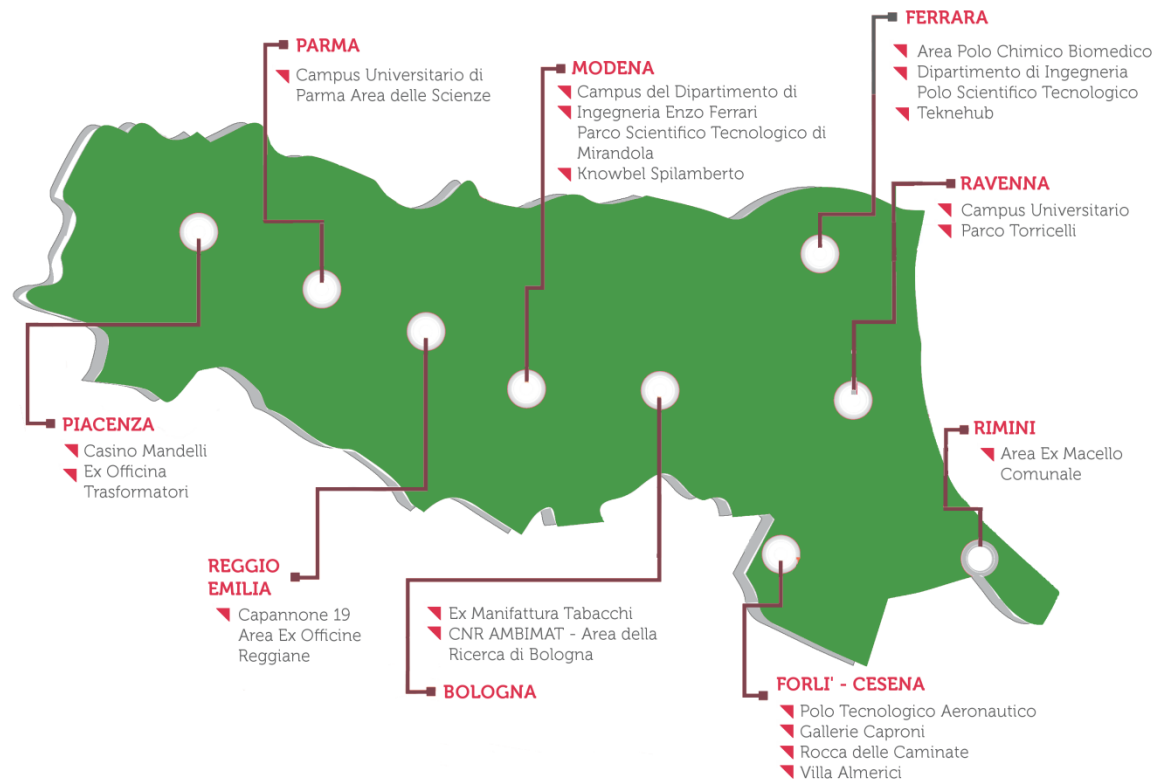 PARMA
Campus Universitario di
Parma Area delle Scienze
MODENA
Campus del Dipartimento di
Ingegneria Enzo Ferrari
Parco Scientifico Tecnologico di
Mirandola
Knowbel Spilamberto
FERRARA
Area Polo Chimico Biomedico
Dipartimento di Ingegneria
Polo Scientifico Tecnologico
Teknehub
RAVENNA
Campus Universitario
Parco Torricelli
PIACENZA
Casino Mandelli
Ex Officina
Trasformatori
RIMINI
Area Ex Macello
Comunale
REGGIO
EMILIA
Capannone 19
Area Ex Officine
Reggiane
Ex Manifattura Tabacchi
CNR AMBIMAT - Area della
Ricerca di Bologna
BOLOGNA
FORLI' - CESENA
Polo Tecnologico Aeronautico
Gallerie Caproni
Rocca delle Caminate
Villa Almerici